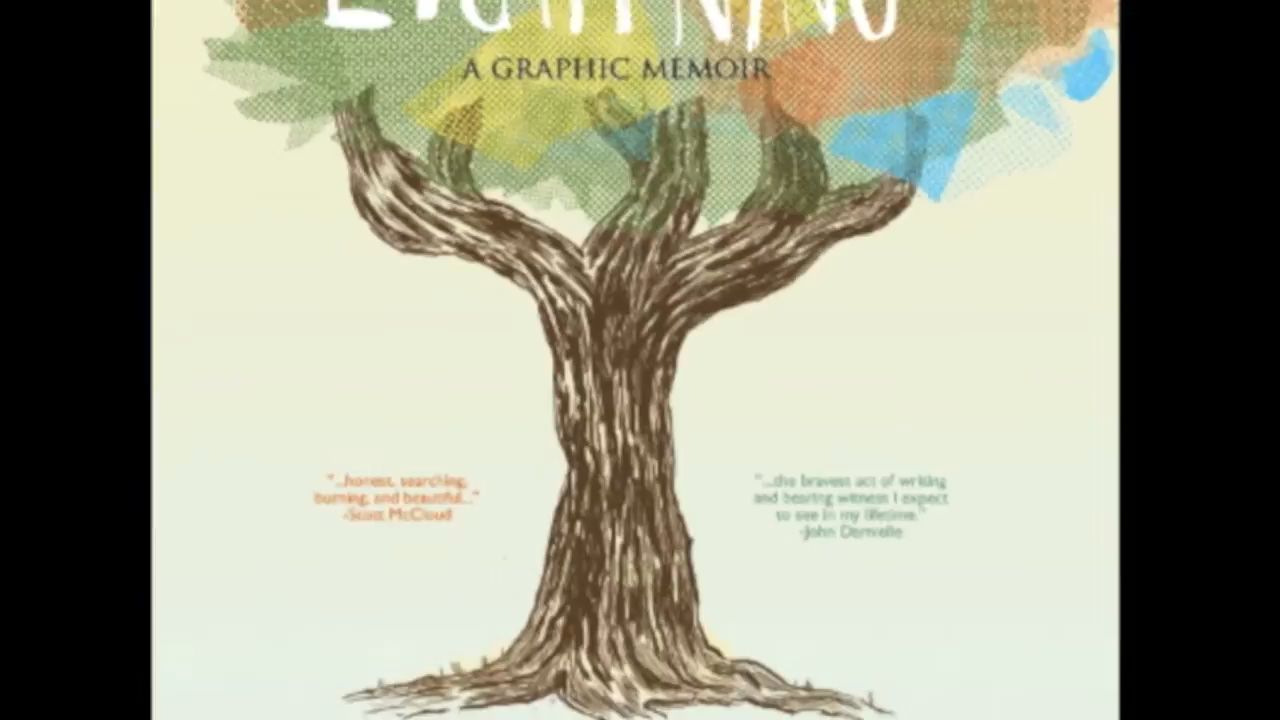 LIGHTNING
A GRAPHIC MEMOIR
"...honest, searching,
burning, and beautiful..."
-Scott McCloud
"...the bravest act of writing
and bearing witness I expect
to see in my lifetime."
-John Darnielle